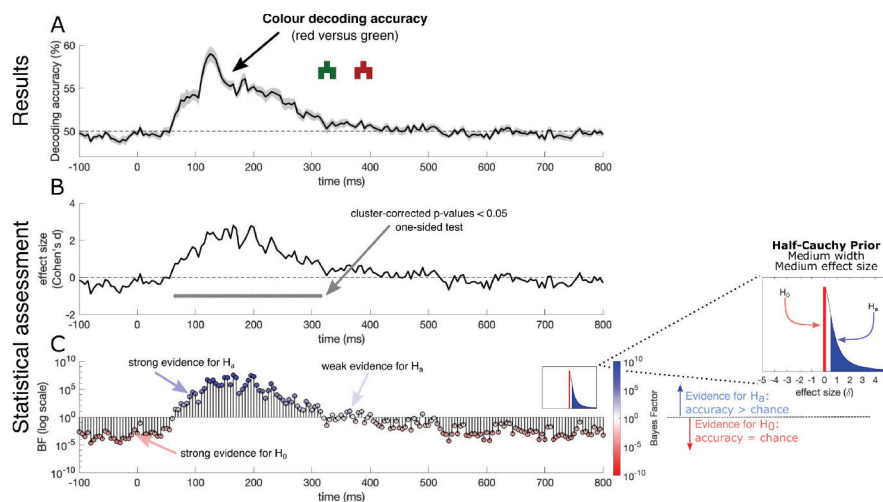 A
Results
Colour decoding accuracy
(red versus green)
Decoding accuracy (%)
60
55
50
-100 0 100 200 300 400 500 600 700 800
time (ms)
Statistical assessment
B
cluster-corrected p-values < 0.05
one-sided test
effect size
(Cohen's d)
4
2
0
-2
-100 0 100 200 300 400 500 600 700 800
time (ms)
C
strong evidence for Ha
weak evidence for Ha
strong evidence for H0
BF (log scale)
10^10
10^5
10^0
10^-5
10^10
-100 0 100 200 300 400 500 600 700 800
time (ms)
10^10
10^5
10^0
10^-5
10^-10
Bayes Factor
Half-Cauchy Prior
Medium width
Medium effect size
H0
Ha
-5 -4 -3 -2 -1 0 1 2 3 4
effect size (δ)
Evidence for Ha:
accuracy > chance
Evidence for H0:
accuracy = chance